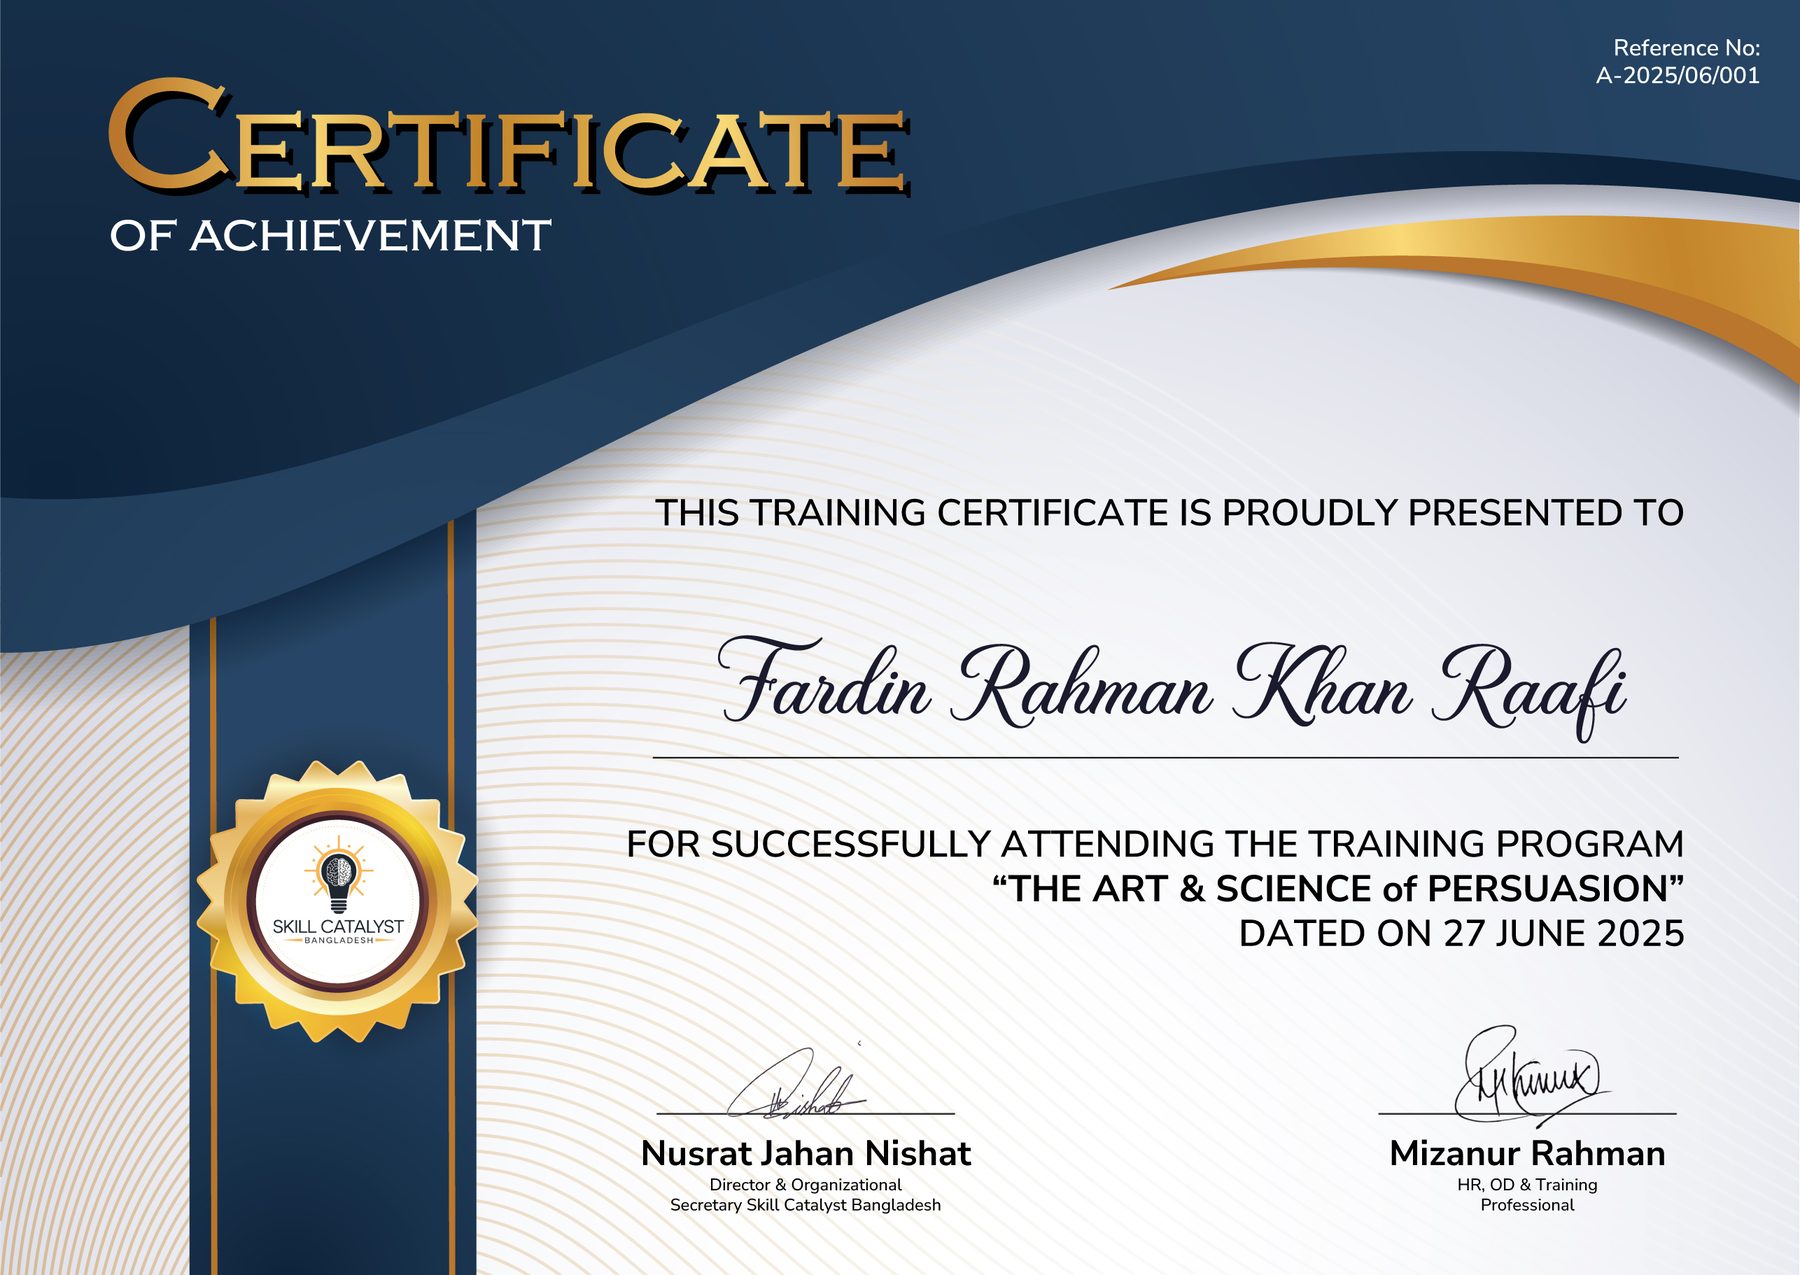 Reference No:
A-2025/06/001
CERTIFICATE
OF ACHIEVEMENT
THIS TRAINING CERTIFICATE IS PROUDLY PRESENTED TO
Fardin Rahman Khan Raafi
FOR SUCCESSFULLY ATTENDING THE TRAINING PROGRAM
“THE ART & SCIENCE of PERSUASION”
DATED ON 27 JUNE 2025
SKILL CATALYST
BANGLADESH
Nusrat Jahan Nishat
Director & Organizational
Secretary Skill Catalyst Bangladesh
Mizanur Rahman
HR, OD & Training
Professional